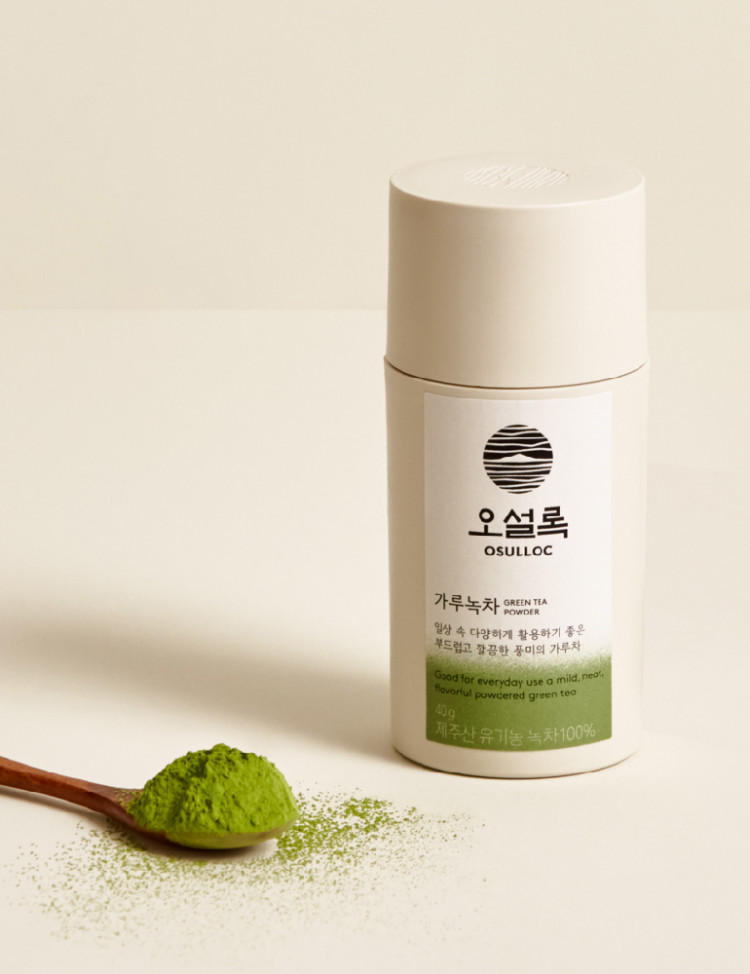 오설록
OSULLOC
가루녹차 GREEN TEA
POWDER
일상 속 다양하게 활용하기 좋은
부드럽고 깔끔한 풍미의 가루차
Good for everyday use a mild, neat,
flavorful powdered green tea
40g
제주산 유기농 녹차100%